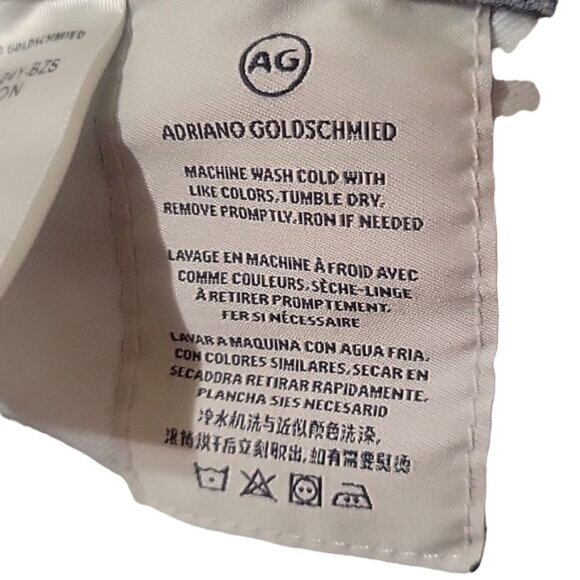 GOLDSCHMIED
-BZS
ON
AG
ADRIANO GOLDSCHMIED
MACHINE WASH COLD WITH
LIKE COLORS, TUMBLE DRY.
REMOVE PROMPTLY. IRON IF NEEDED
LAVAGE EN MACHINE À FROID AVEC
COMME COULEURS, SÈCHE-LINGE
À RETIRER PROMPTEMENT.
FER SI NÉCESSAIRE
LAVAR A MAQUINA CON AGUA FRIA.
CON COLORES SIMILARES, SECAR EN
SECADORA RETIRAR RAPIDAMENTE.
PLANCHA SIES NECESARIO
冷水机洗与近似颜色洗涤,
滚筒烘干后立刻取出, 如有需要熨烫